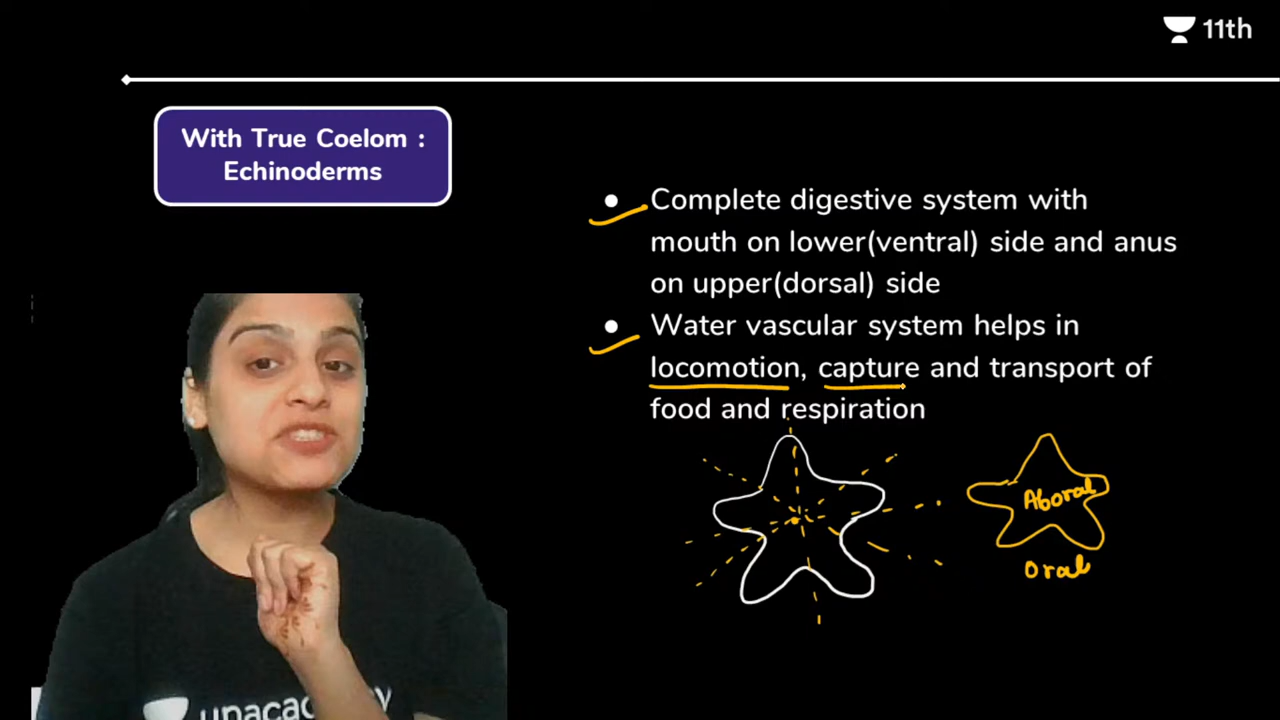 11th
With True Coelom :
Echinoderms
● Complete digestive system with
mouth on lower(ventral) side and anus
on upper(dorsal) side
● Water vascular system helps in
locomotion, capture and transport of
food and respiration
Aboral
oral
unacademy